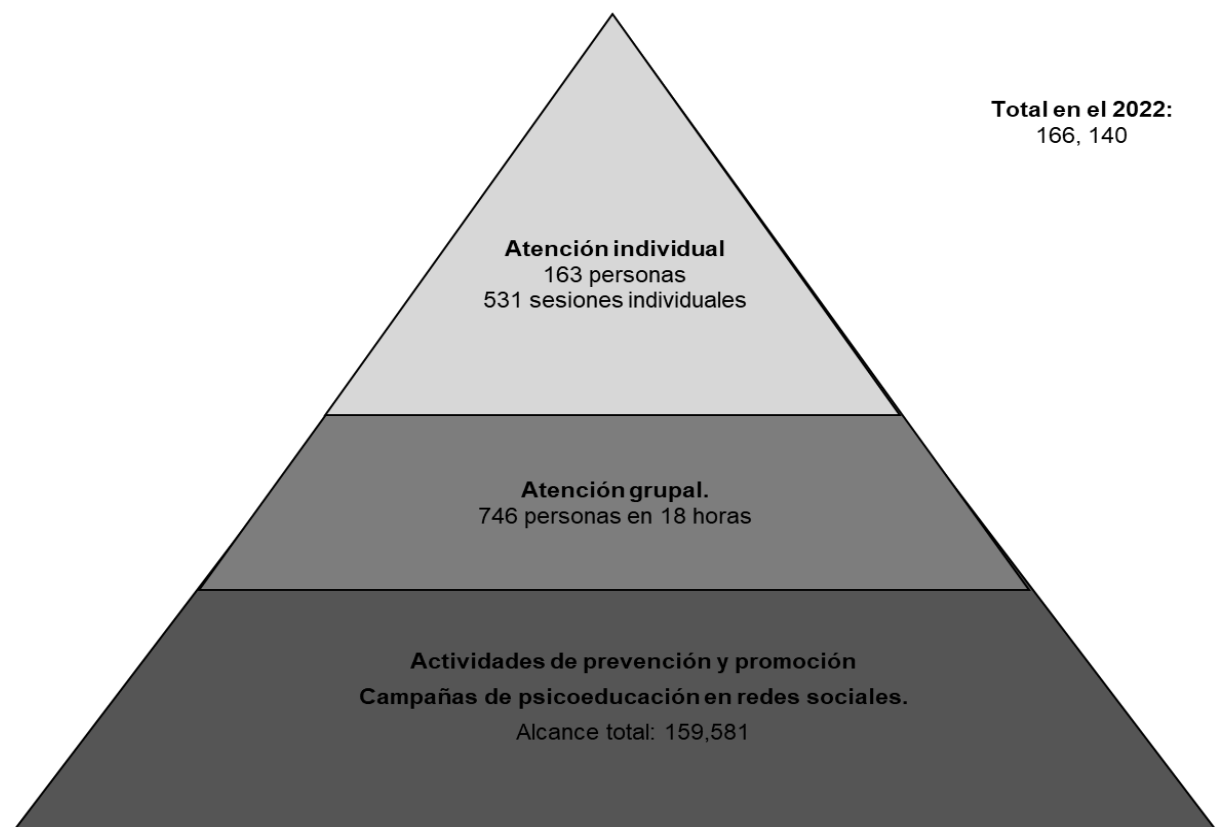 Total en el 2022:
166, 140
Atención individual
163 personas
531 sesiones individuales
Atención grupal.
746 personas en 18 horas
Actividades de prevención y promoción
Campañas de psicoeducación en redes sociales.
Alcance total: 159,581